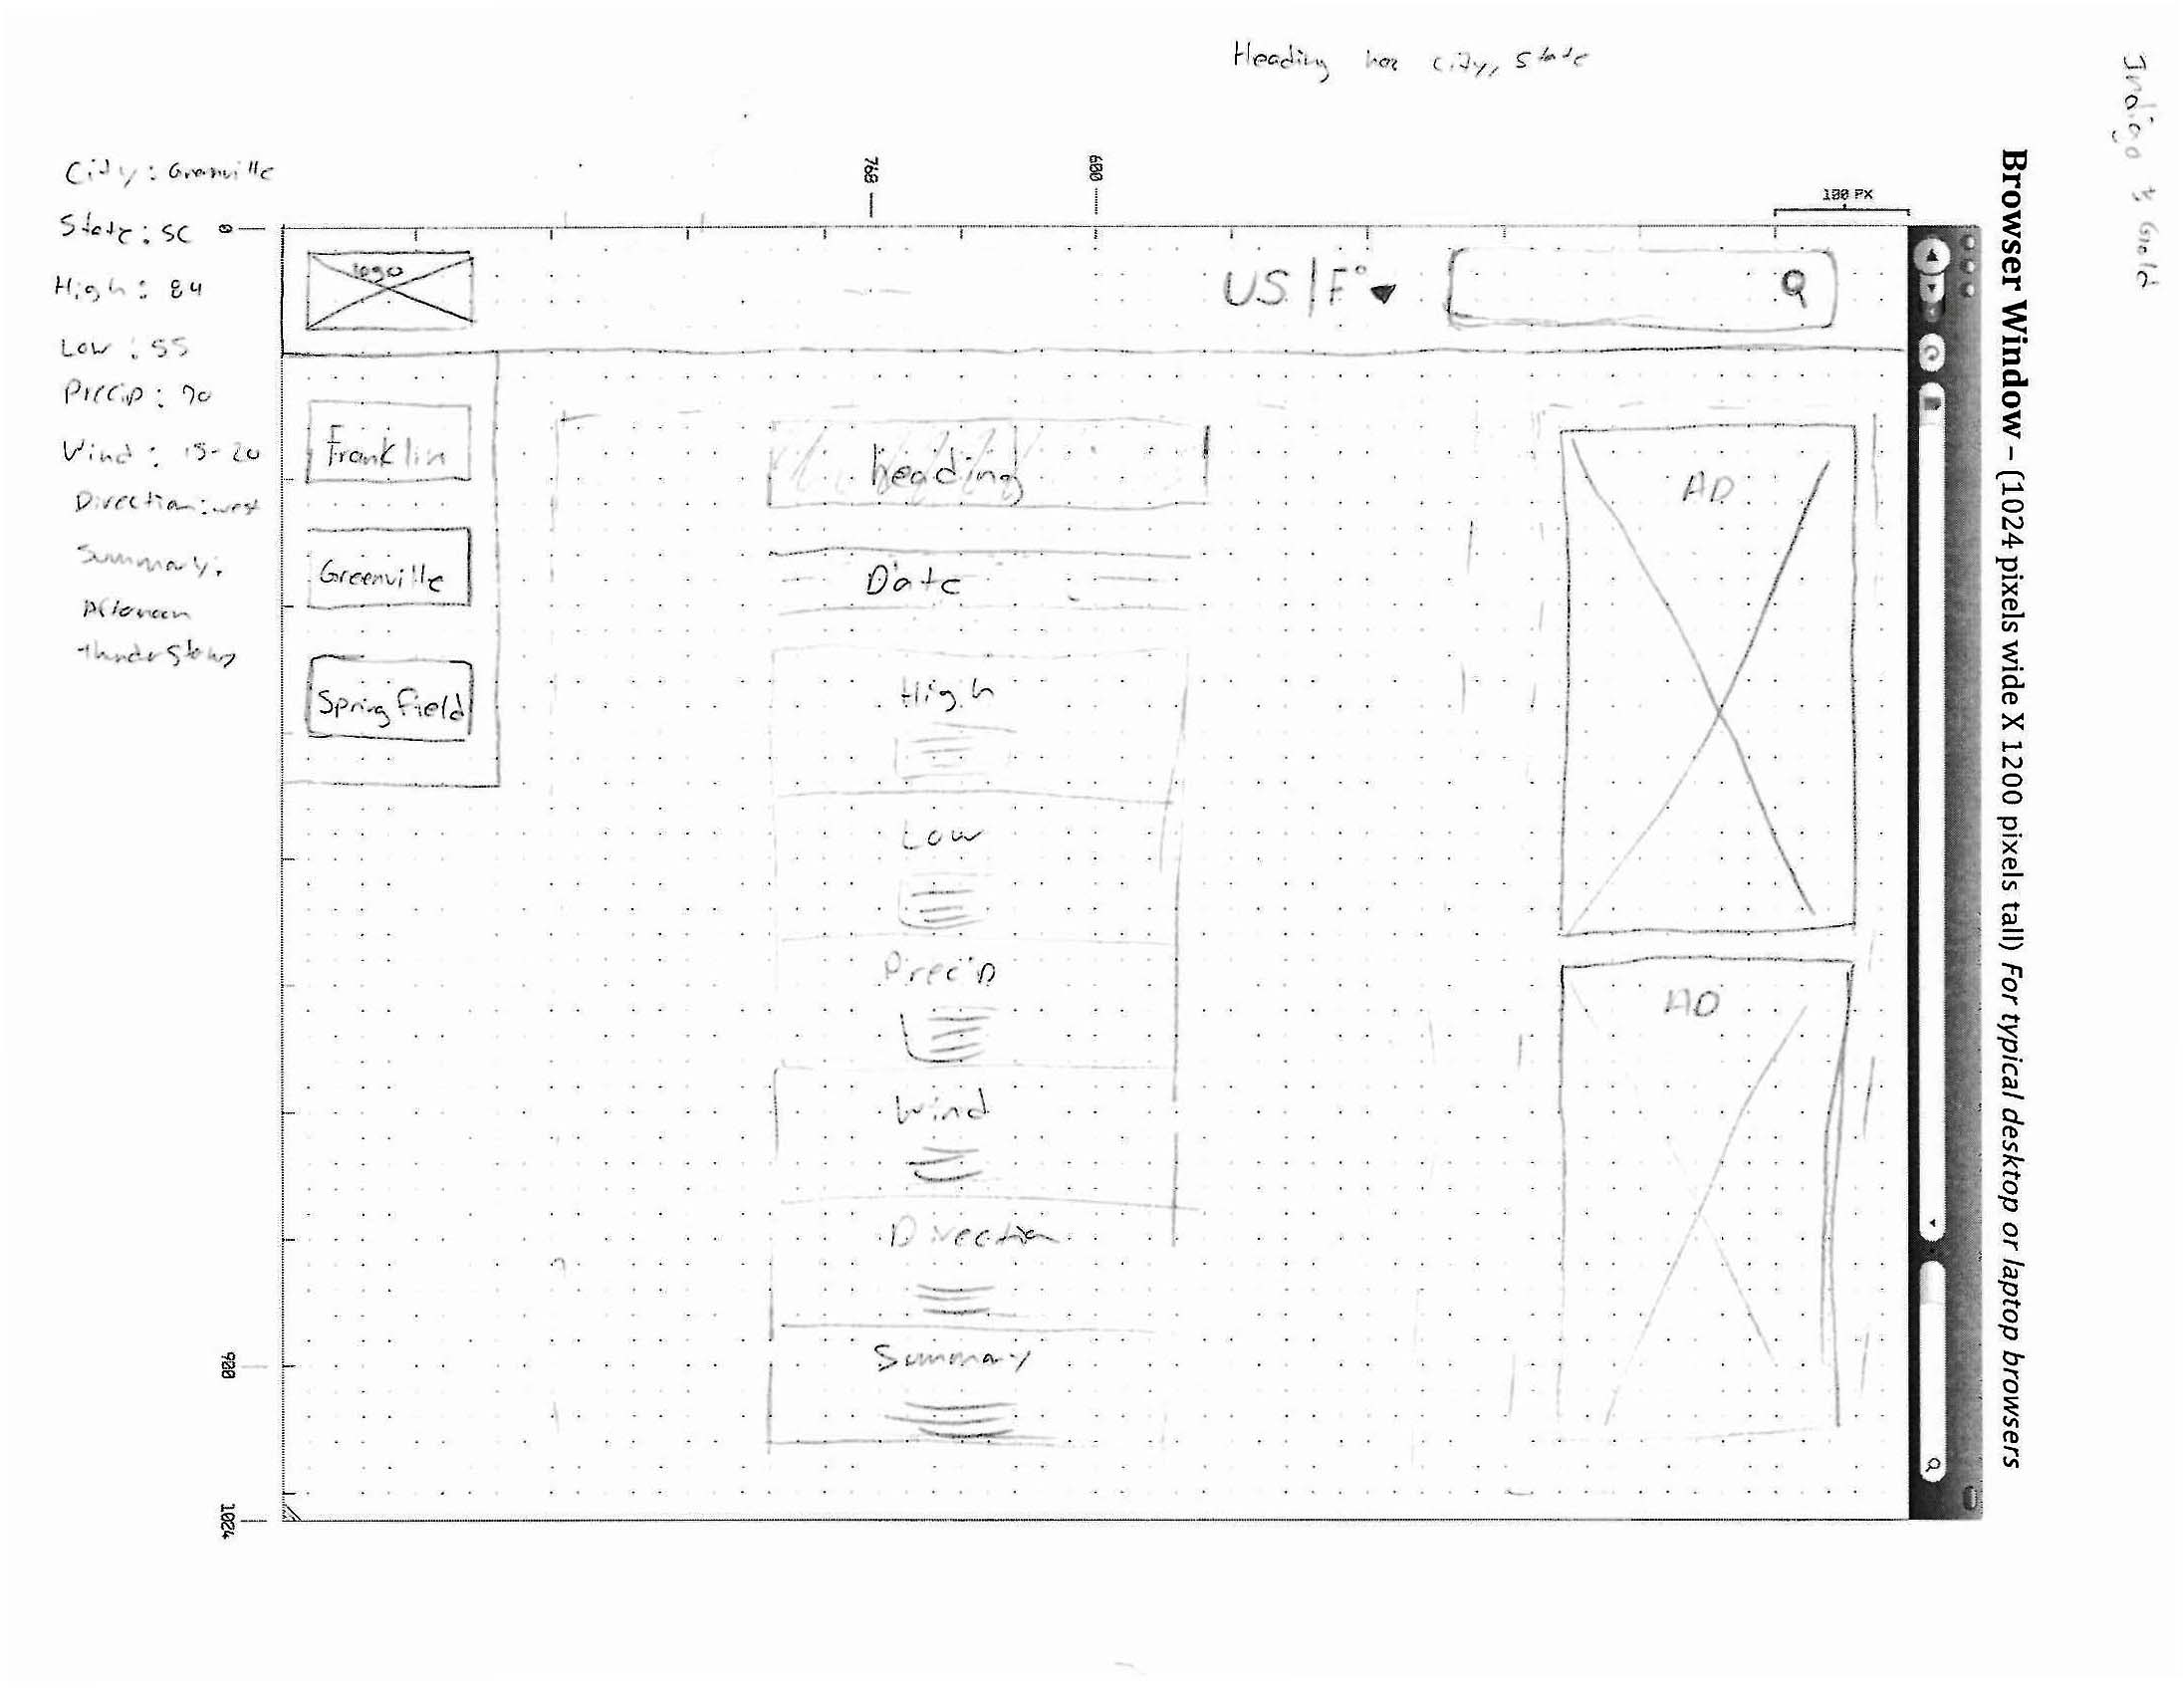 Heading has city, state
Indigo & Gold
City: Greenville
State: SC
High: 84
Low: 55
Precip: 70
Wind: 15-20
Direction: west
Summary:
Afternoon
thunderstorms
768
600
100 PX
0
900
1024
logo
US | F° ▼
Franklin
Greenville
Springfield
heading
Date
High
Low
Precip
Wind
Direction
Summary
AD
AD
Browser Window – (1024 pixels wide X 1200 pixels tall) For typical desktop or laptop browsers